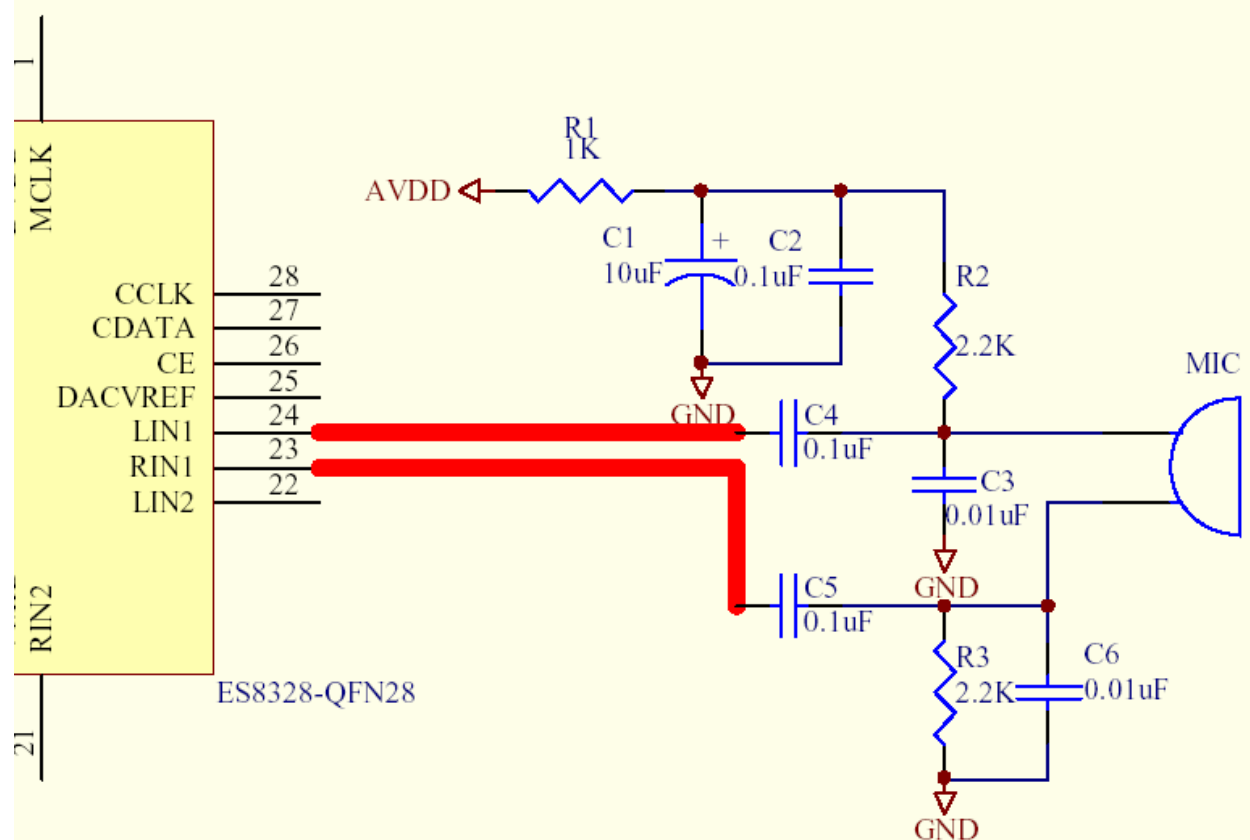 1
MCLK
R1
1K
AVDD
C1
10uF
+
C2
0.1uF
R2
2.2K
MIC
CCLK
28
CDATA
27
CE
26
DACVREF
25
LIN1
24
RIN1
23
LIN2
22
GND
C4
0.1uF
C3
0.01uF
GND
C5
0.1uF
R3
2.2K
C6
0.01uF
GND
RIN2
ES8328-QFN28
21